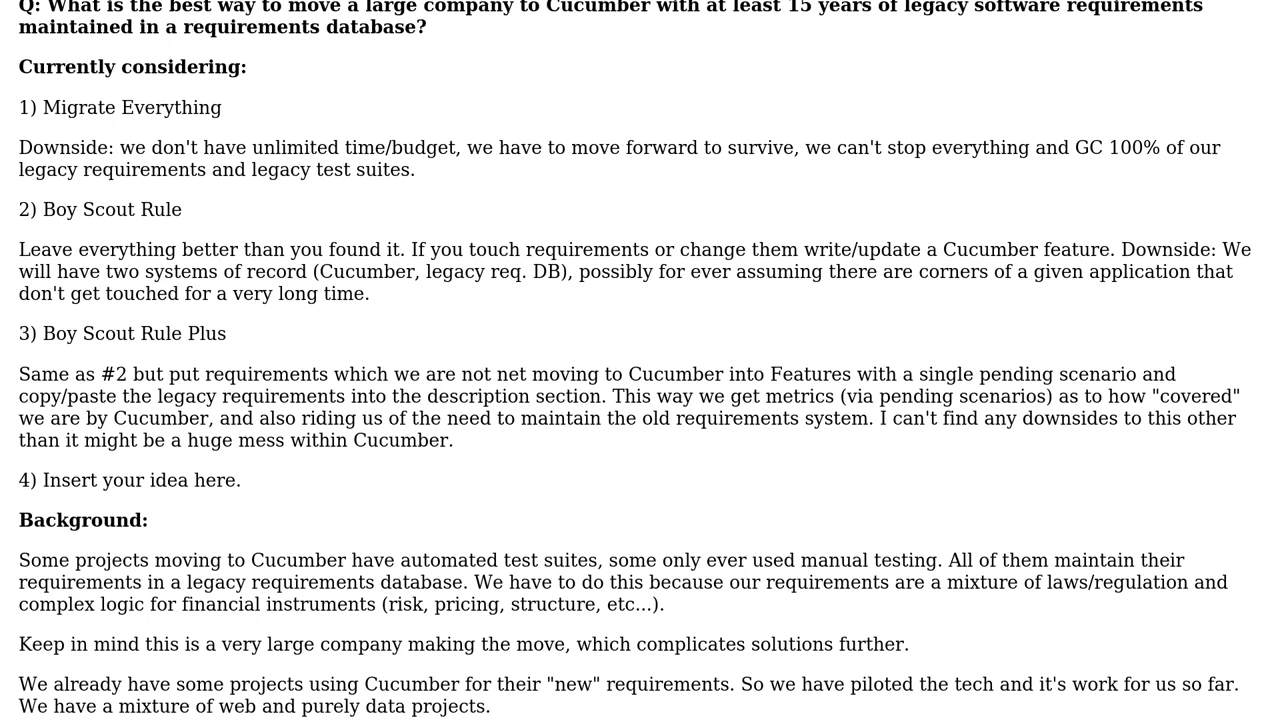 Q: What is the best way to move a large company to Cucumber with at least 15 years of legacy software requirements
maintained in a requirements database?
Currently considering:
1) Migrate Everything
Downside: we don't have unlimited time/budget, we have to move forward to survive, we can't stop everything and GC 100% of our
legacy requirements and legacy test suites.
2) Boy Scout Rule
Leave everything better than you found it. If you touch requirements or change them write/update a Cucumber feature. Downside: We
will have two systems of record (Cucumber, legacy req. DB), possibly for ever assuming there are corners of a given application that
don't get touched for a very long time.
3) Boy Scout Rule Plus
Same as #2 but put requirements which we are not net moving to Cucumber into Features with a single pending scenario and
copy/paste the legacy requirements into the description section. This way we get metrics (via pending scenarios) as to how "covered"
we are by Cucumber, and also riding us of the need to maintain the old requirements system. I can't find any downsides to this other
than it might be a huge mess within Cucumber.
4) Insert your idea here.
Background:
Some projects moving to Cucumber have automated test suites, some only ever used manual testing. All of them maintain their
requirements in a legacy requirements database. We have to do this because our requirements are a mixture of laws/regulation and
complex logic for financial instruments (risk, pricing, structure, etc...).
Keep in mind this is a very large company making the move, which complicates solutions further.
We already have some projects using Cucumber for their "new" requirements. So we have piloted the tech and it's work for us so far.
We have a mixture of web and purely data projects.